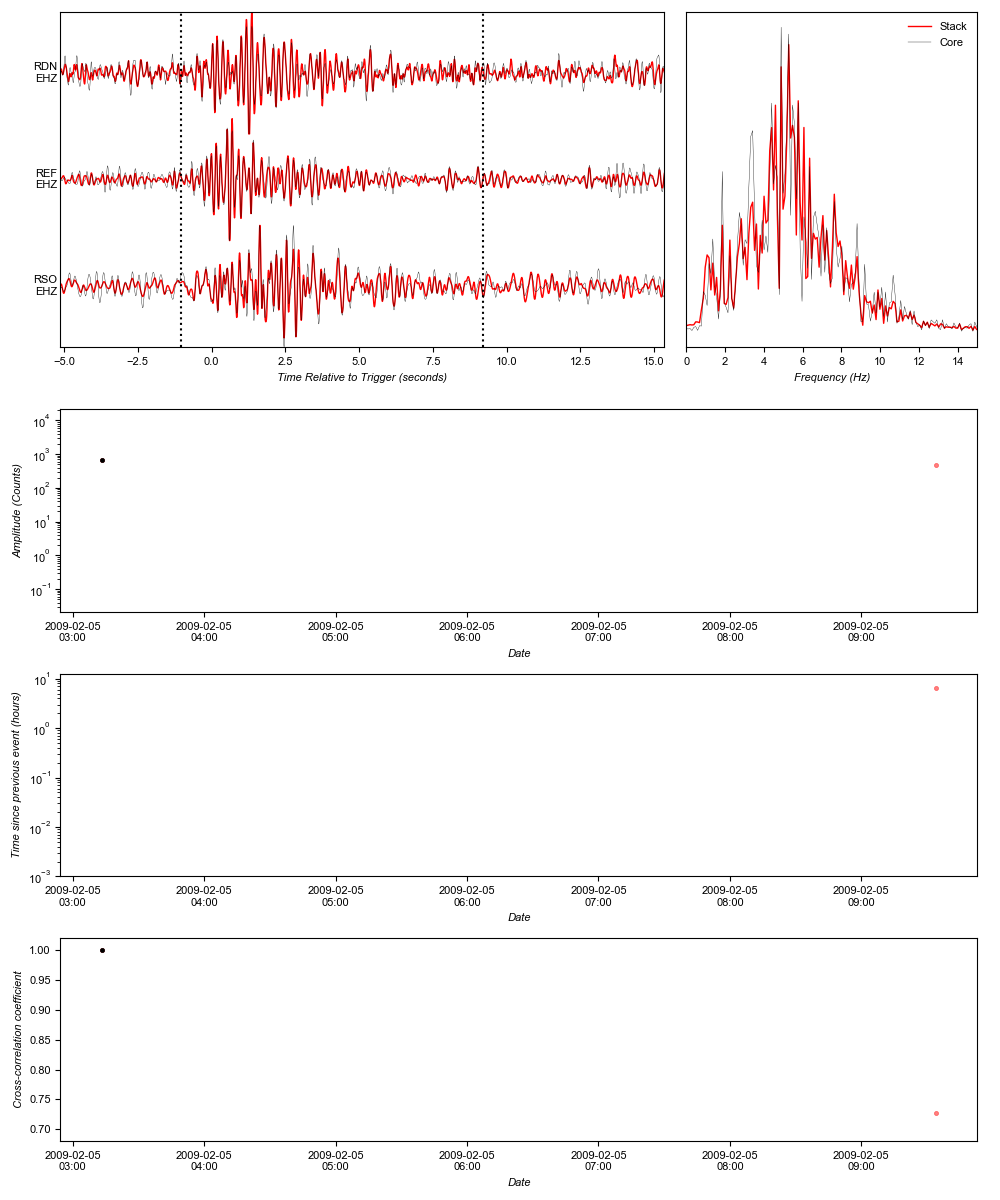 RDN
EHZ
REF
EHZ
RSO
EHZ
−5.0 −2.5 0.0 2.5 5.0 7.5 10.0 12.5 15.0
Time Relative to Trigger (seconds)
Stack
Core
0 2 4 6 8 10 12 14
Frequency (Hz)
Amplitude (Counts)
10⁴
10³
10²
10¹
10⁰
10⁻¹
2009-02-05 2009-02-05 2009-02-05 2009-02-05 2009-02-05 2009-02-05 2009-02-05
03:00 04:00 05:00 06:00 07:00 08:00 09:00
Date
Time since previous event (hours)
10¹
10⁰
10⁻¹
10⁻²
10⁻³
2009-02-05 2009-02-05 2009-02-05 2009-02-05 2009-02-05 2009-02-05 2009-02-05
03:00 04:00 05:00 06:00 07:00 08:00 09:00
Date
Cross-correlation coefficient
1.00
0.95
0.90
0.85
0.80
0.75
0.70
2009-02-05 2009-02-05 2009-02-05 2009-02-05 2009-02-05 2009-02-05 2009-02-05
03:00 04:00 05:00 06:00 07:00 08:00 09:00
Date